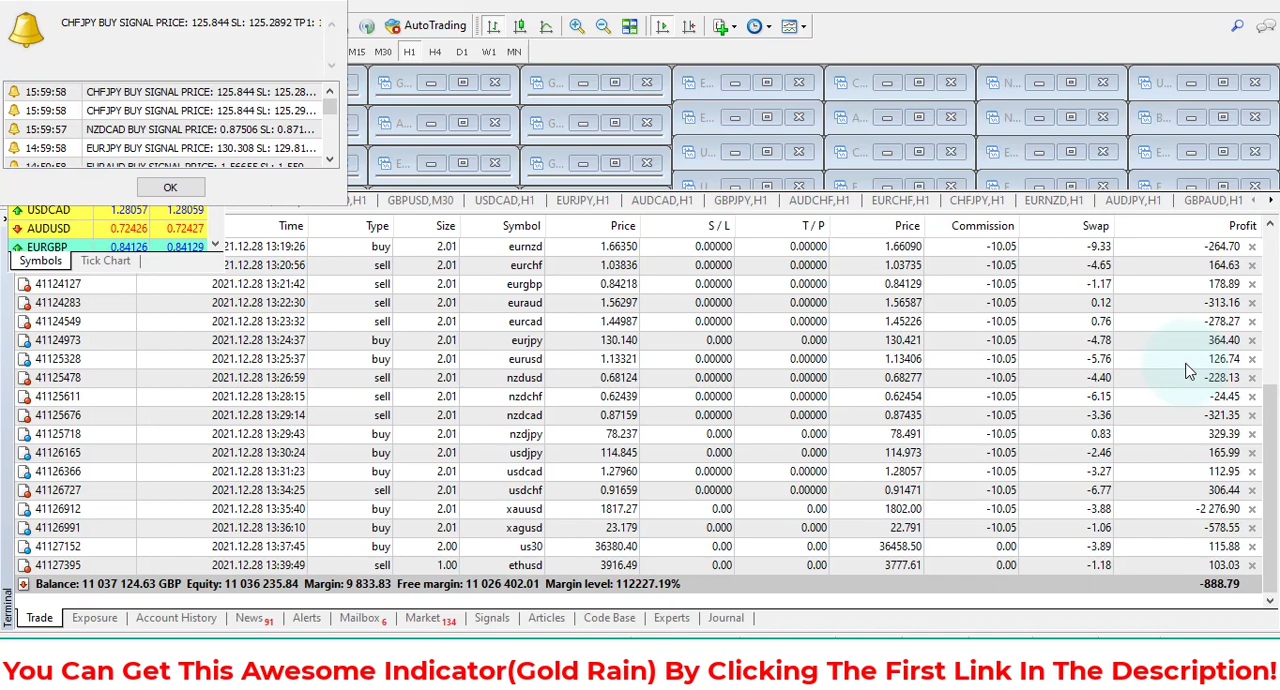 CHFJPY BUY SIGNAL PRICE: 125.844 SL: 125.2892 TP1: 1
15:59:58 CHFJPY BUY SIGNAL PRICE: 125.844 SL: 125.28...
15:59:58 CHFJPY BUY SIGNAL PRICE: 125.844 SL: 125.29...
15:59:57 NZDCAD BUY SIGNAL PRICE: 0.87506 SL: 0.871...
14:59:58 EURJPY BUY SIGNAL PRICE: 130.308 SL: 129.81...
OK
AutoTrading
M15 M30 H1 H4 D1 W1 MN
G... G... E... C... N... U...
A... G... E... A... N... B...
E... G... U... C... E... E...
,H1 GBPUSD,M30 USDCAD,H1 EURJPY,H1 AUDCAD,H1 GBPJPY,H1 AUDCHF,H1 EURCHF,H1 CHFJPY,H1 EURNZD,H1 AUDJPY,H1 GBPAUD,H1
USDCAD 1.28057 1.28059
AUDUSD 0.72426 0.72427
EURGBP 0.84126 0.84129
Symbols Tick Chart
Time Type Size Symbol Price S / L T / P Price Commission Swap Profit
21.12.28 13:19:26 buy 2.01 eurnzd 1.66350 0.00000 0.00000 1.66090 -10.05 -9.33 -264.70
21.12.28 13:20:56 sell 2.01 eurchf 1.03836 0.00000 0.00000 1.03735 -10.05 -4.65 164.63
41124127 2021.12.28 13:21:42 sell 2.01 eurgbp 0.84218 0.00000 0.00000 0.84129 -10.05 -1.17 178.89
41124283 2021.12.28 13:22:30 sell 2.01 euraud 1.56297 0.00000 0.00000 1.56587 -10.05 0.12 -313.16
41124549 2021.12.28 13:23:32 sell 2.01 eurcad 1.44987 0.00000 0.00000 1.45226 -10.05 0.76 -278.27
41124973 2021.12.28 13:24:37 buy 2.01 eurjpy 130.140 0.000 0.000 130.421 -10.05 -4.78 364.40
41125328 2021.12.28 13:25:37 buy 2.01 eurusd 1.13321 0.00000 0.00000 1.13406 -10.05 -5.76 126.74
41125478 2021.12.28 13:26:59 sell 2.01 nzdusd 0.68124 0.00000 0.00000 0.68277 -10.05 -4.40 -228.13
41125611 2021.12.28 13:28:15 sell 2.01 nzdchf 0.62439 0.00000 0.00000 0.62454 -10.05 -6.15 -24.45
41125676 2021.12.28 13:29:14 sell 2.01 nzdcad 0.87159 0.00000 0.00000 0.87435 -10.05 -3.36 -321.35
41125718 2021.12.28 13:29:43 buy 2.01 nzdjpy 78.237 0.000 0.000 78.491 -10.05 0.83 329.39
41126165 2021.12.28 13:30:24 buy 2.01 usdjpy 114.845 0.000 0.000 114.973 -10.05 -2.46 165.99
41126366 2021.12.28 13:31:23 buy 2.01 usdcad 1.27960 0.00000 0.00000 1.28057 -10.05 -3.27 112.95
41126727 2021.12.28 13:34:25 sell 2.01 usdchf 0.91659 0.00000 0.00000 0.91471 -10.05 -6.77 306.44
41126912 2021.12.28 13:35:40 buy 2.01 xauusd 1817.27 0.00 0.00 1802.00 -10.05 -3.88 -2 276.90
41126991 2021.12.28 13:36:10 buy 2.01 xagusd 23.179 0.000 0.000 22.791 -10.05 -1.06 -578.55
41127152 2021.12.28 13:37:45 buy 2.00 us30 36380.40 0.00 0.00 36458.50 0.00 -3.89 115.88
41127395 2021.12.28 13:39:49 sell 1.00 ethusd 3916.49 0.00 0.00 3777.61 0.00 -1.18 103.03
Balance: 11 037 124.63 GBP Equity: 11 036 235.84 Margin: 9 833.83 Free margin: 11 026 402.01 Margin level: 112227.19% -888.79
Terminal
Trade Exposure Account History News 91 Alerts Mailbox 6 Market 134 Signals Articles Code Base Experts Journal
You Can Get This Awesome Indicator(Gold Rain) By Clicking The First Link In The Description!